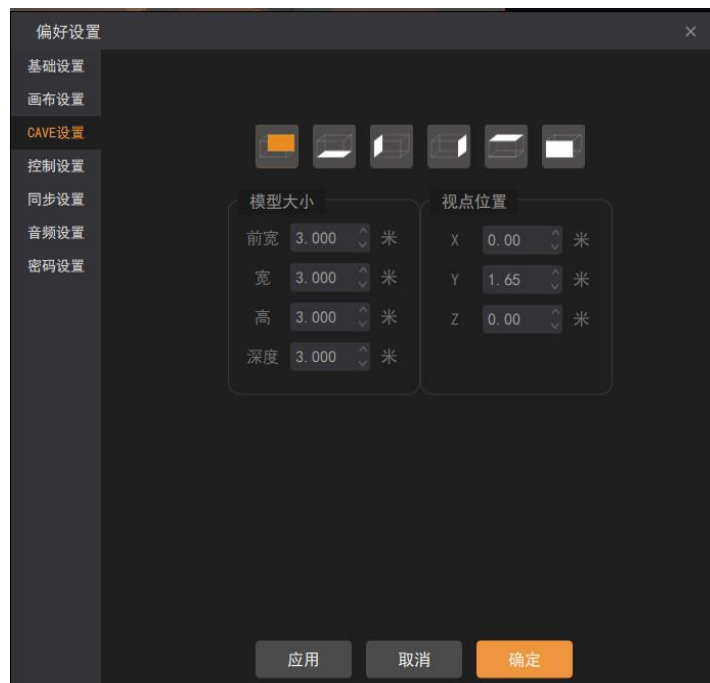 偏好设置
基础设置
画布设置
CAVE设置
控制设置
同步设置
音频设置
密码设置
模型大小
前宽 3.000 米
宽 3.000 米
高 3.000 米
深度 3.000 米
视点位置
X 0.00 米
Y 1.65 米
Z 0.00 米
应用 取消 确定